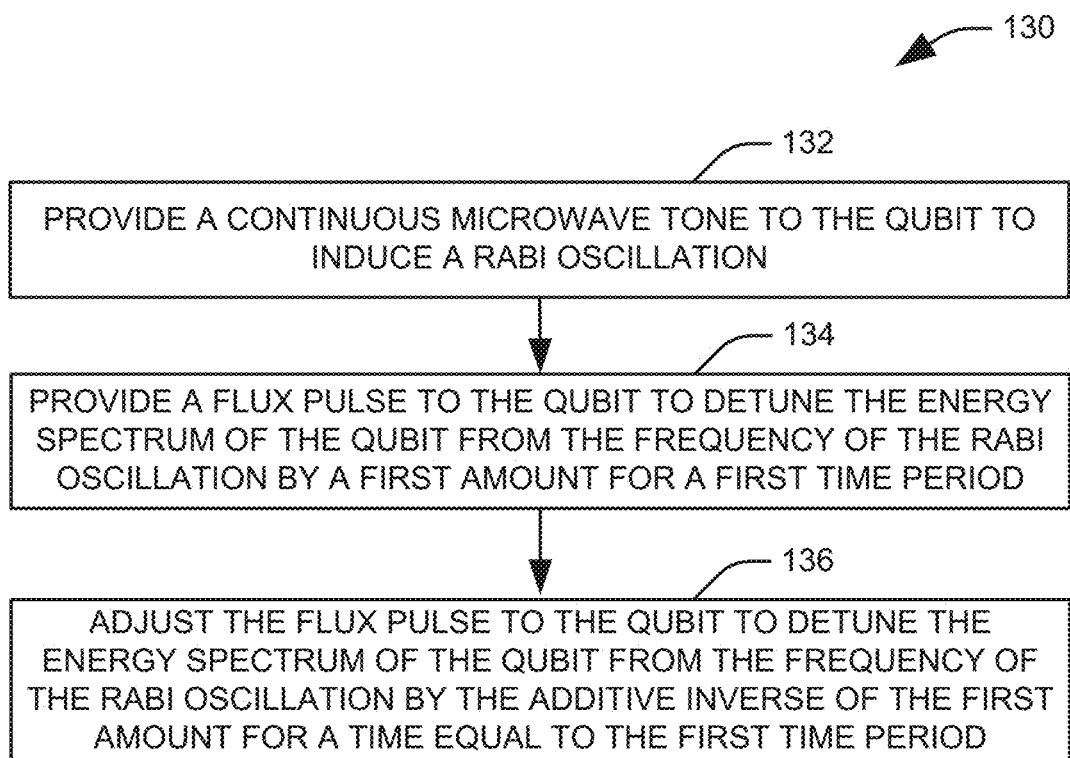 130
132
PROVIDE A CONTINUOUS MICROWAVE TONE TO THE QUBIT TO
INDUCE A RABI OSCILLATION
134
PROVIDE A FLUX PULSE TO THE QUBIT TO DETUNE THE ENERGY
SPECTRUM OF THE QUBIT FROM THE FREQUENCY OF THE RABI
OSCILLATION BY A FIRST AMOUNT FOR A FIRST TIME PERIOD
136
ADJUST THE FLUX PULSE TO THE QUBIT TO DETUNE THE
ENERGY SPECTRUM OF THE QUBIT FROM THE FREQUENCY OF
THE RABI OSCILLATION BY THE ADDITIVE INVERSE OF THE FIRST
AMOUNT FOR A TIME EQUAL TO THE FIRST TIME PERIOD